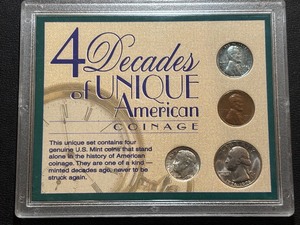 4 Decades
of UNIQUE
American
COINAGE
This unique set contains four
genuine U.S. Mint coins that stand
alone in the history of American
coinage. They are one of a kind —
minted decades ago, never to be
struck again.